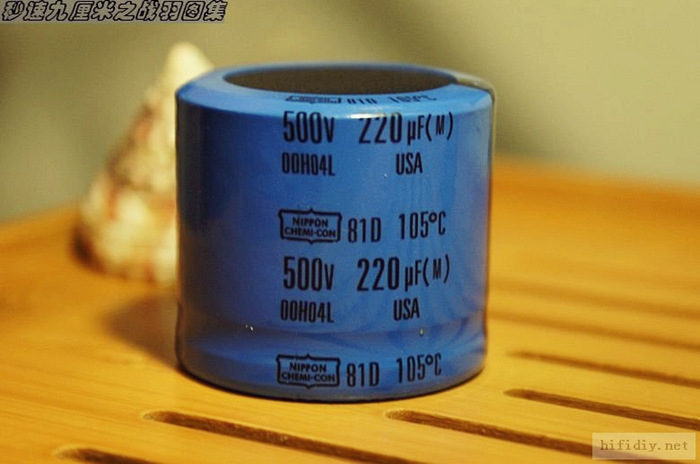 秒速九厘米之战羽图集
81D 105°C
500V 220µF(M)
00H04L USA
NIPPON
CHEMI-CON 81D 105°C
500V 220µF(M)
00H04L USA
NIPPON
CHEMI-CON 81D 105°C
hifidiy.net